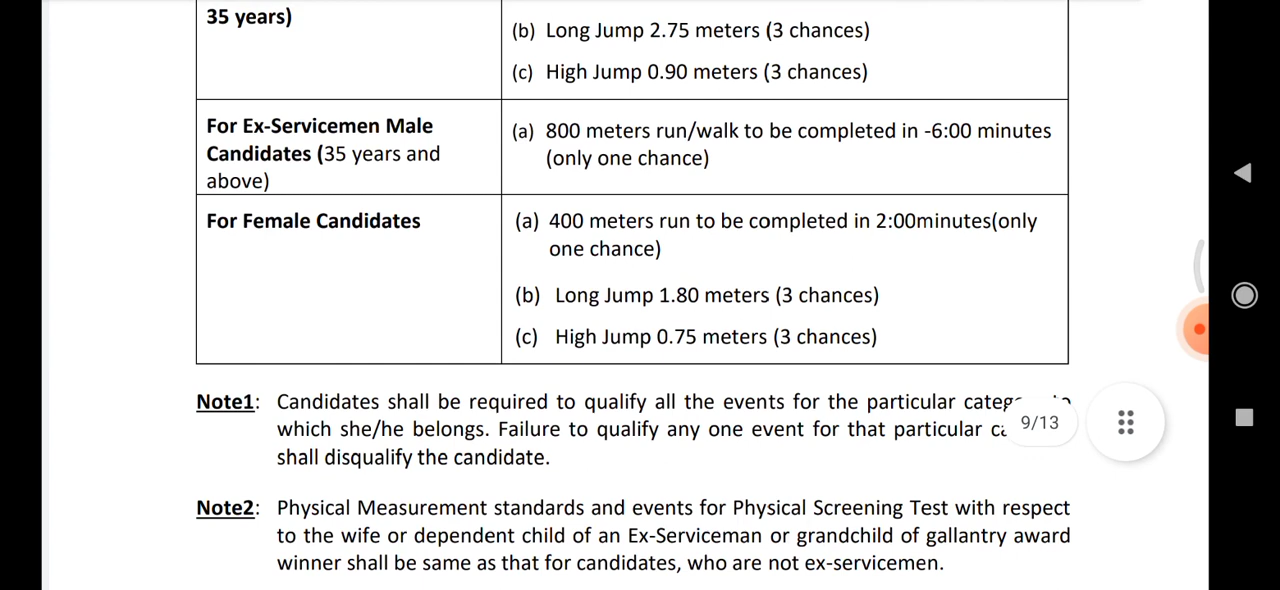 35 years)
(b) Long Jump 2.75 meters (3 chances)
(c) High Jump 0.90 meters (3 chances)
For Ex-Servicemen Male
Candidates (35 years and
above)
(a) 800 meters run/walk to be completed in -6:00 minutes
(only one chance)
For Female Candidates
(a) 400 meters run to be completed in 2:00minutes(only
one chance)
(b) Long Jump 1.80 meters (3 chances)
(c) High Jump 0.75 meters (3 chances)
Note1: Candidates shall be required to qualify all the events for the particular
which she/he belongs. Failure to qualify any one event for that particular
shall disqualify the candidate.
9/13
Note2: Physical Measurement standards and events for Physical Screening Test with respect
to the wife or dependent child of an Ex-Serviceman or grandchild of gallantry award
winner shall be same as that for candidates, who are not ex-servicemen.